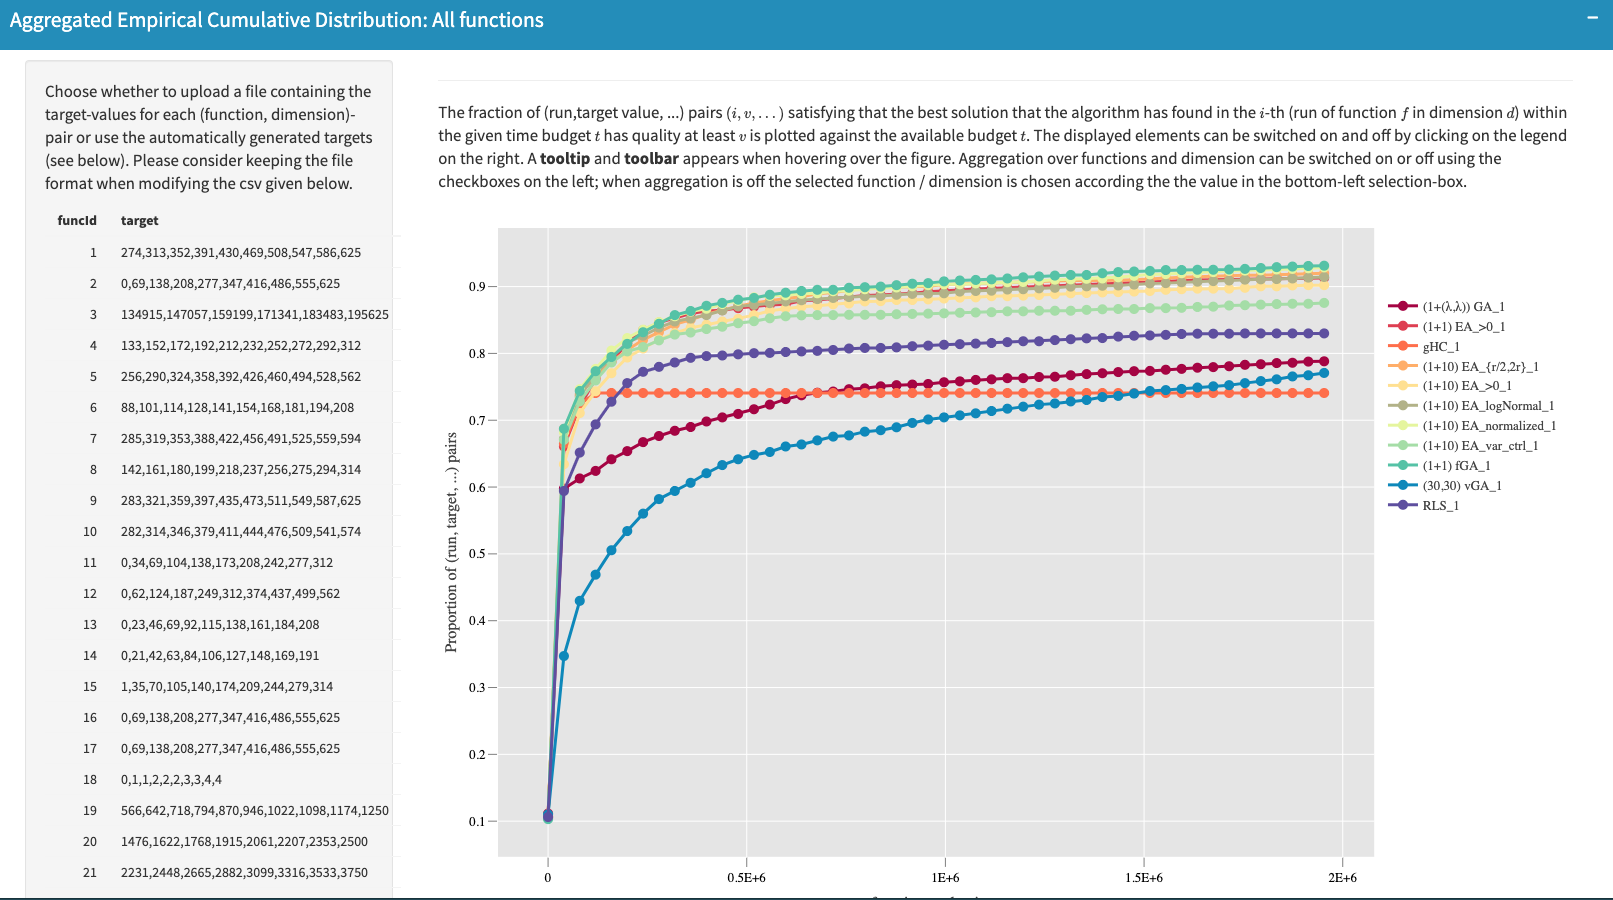 Aggregated Empirical Cumulative Distribution: All functions
Choose whether to upload a file containing the
target-values for each (function, dimension)-
pair or use the automatically generated targets
(see below). Please consider keeping the file
format when modifying the csv given below.
funcId target
1 274,313,352,391,430,469,508,547,586,625
2 0,69,138,208,277,347,416,486,555,625
3 134915,147057,159199,171341,183483,195625
4 133,152,172,192,212,232,252,272,292,312
5 256,290,324,358,392,426,460,494,528,562
6 88,101,114,128,141,154,168,181,194,208
7 285,319,353,388,422,456,491,525,559,594
8 142,161,180,199,218,237,256,275,294,314
9 283,321,359,397,435,473,511,549,587,625
10 282,314,346,379,411,444,476,509,541,574
11 0,34,69,104,138,173,208,242,277,312
12 0,62,124,187,249,312,374,437,499,562
13 0,23,46,69,92,115,138,161,184,208
14 0,21,42,63,84,106,127,148,169,191
15 1,35,70,105,140,174,209,244,279,314
16 0,69,138,208,277,347,416,486,555,625
17 0,69,138,208,277,347,416,486,555,625
18 0,1,1,2,2,2,3,3,4,4
19 566,642,718,794,870,946,1022,1098,1174,1250
20 1476,1622,1768,1915,2061,2207,2353,2500
21 2231,2448,2665,2882,3099,3316,3533,3750
The fraction of (run,target value, ...) pairs (i, v, . . .) satisfying that the best solution that the algorithm has found in the i-th (run of function f in dimension d) within
the given time budget t has quality at least v is plotted against the available budget t. The displayed elements can be switched on and off by clicking on the legend
on the right. A tooltip and toolbar appears when hovering over the figure. Aggregation over functions and dimension can be switched on or off using the
checkboxes on the left; when aggregation is off the selected function / dimension is chosen according the the value in the bottom-left selection-box.
Proportion of (run, target, ...) pairs
0.9
0.8
0.7
0.6
0.5
0.4
0.3
0.2
0.1
0 0.5E+6 1E+6 1.5E+6 2E+6
(1+(λ,λ)) GA_1
(1+1) EA_>0_1
gHC_1
(1+10) EA_{r/2,2r}_1
(1+10) EA_>0_1
(1+10) EA_logNormal_1
(1+10) EA_normalized_1
(1+10) EA_var_ctrl_1
(1+1) fGA_1
(30,30) vGA_1
RLS_1